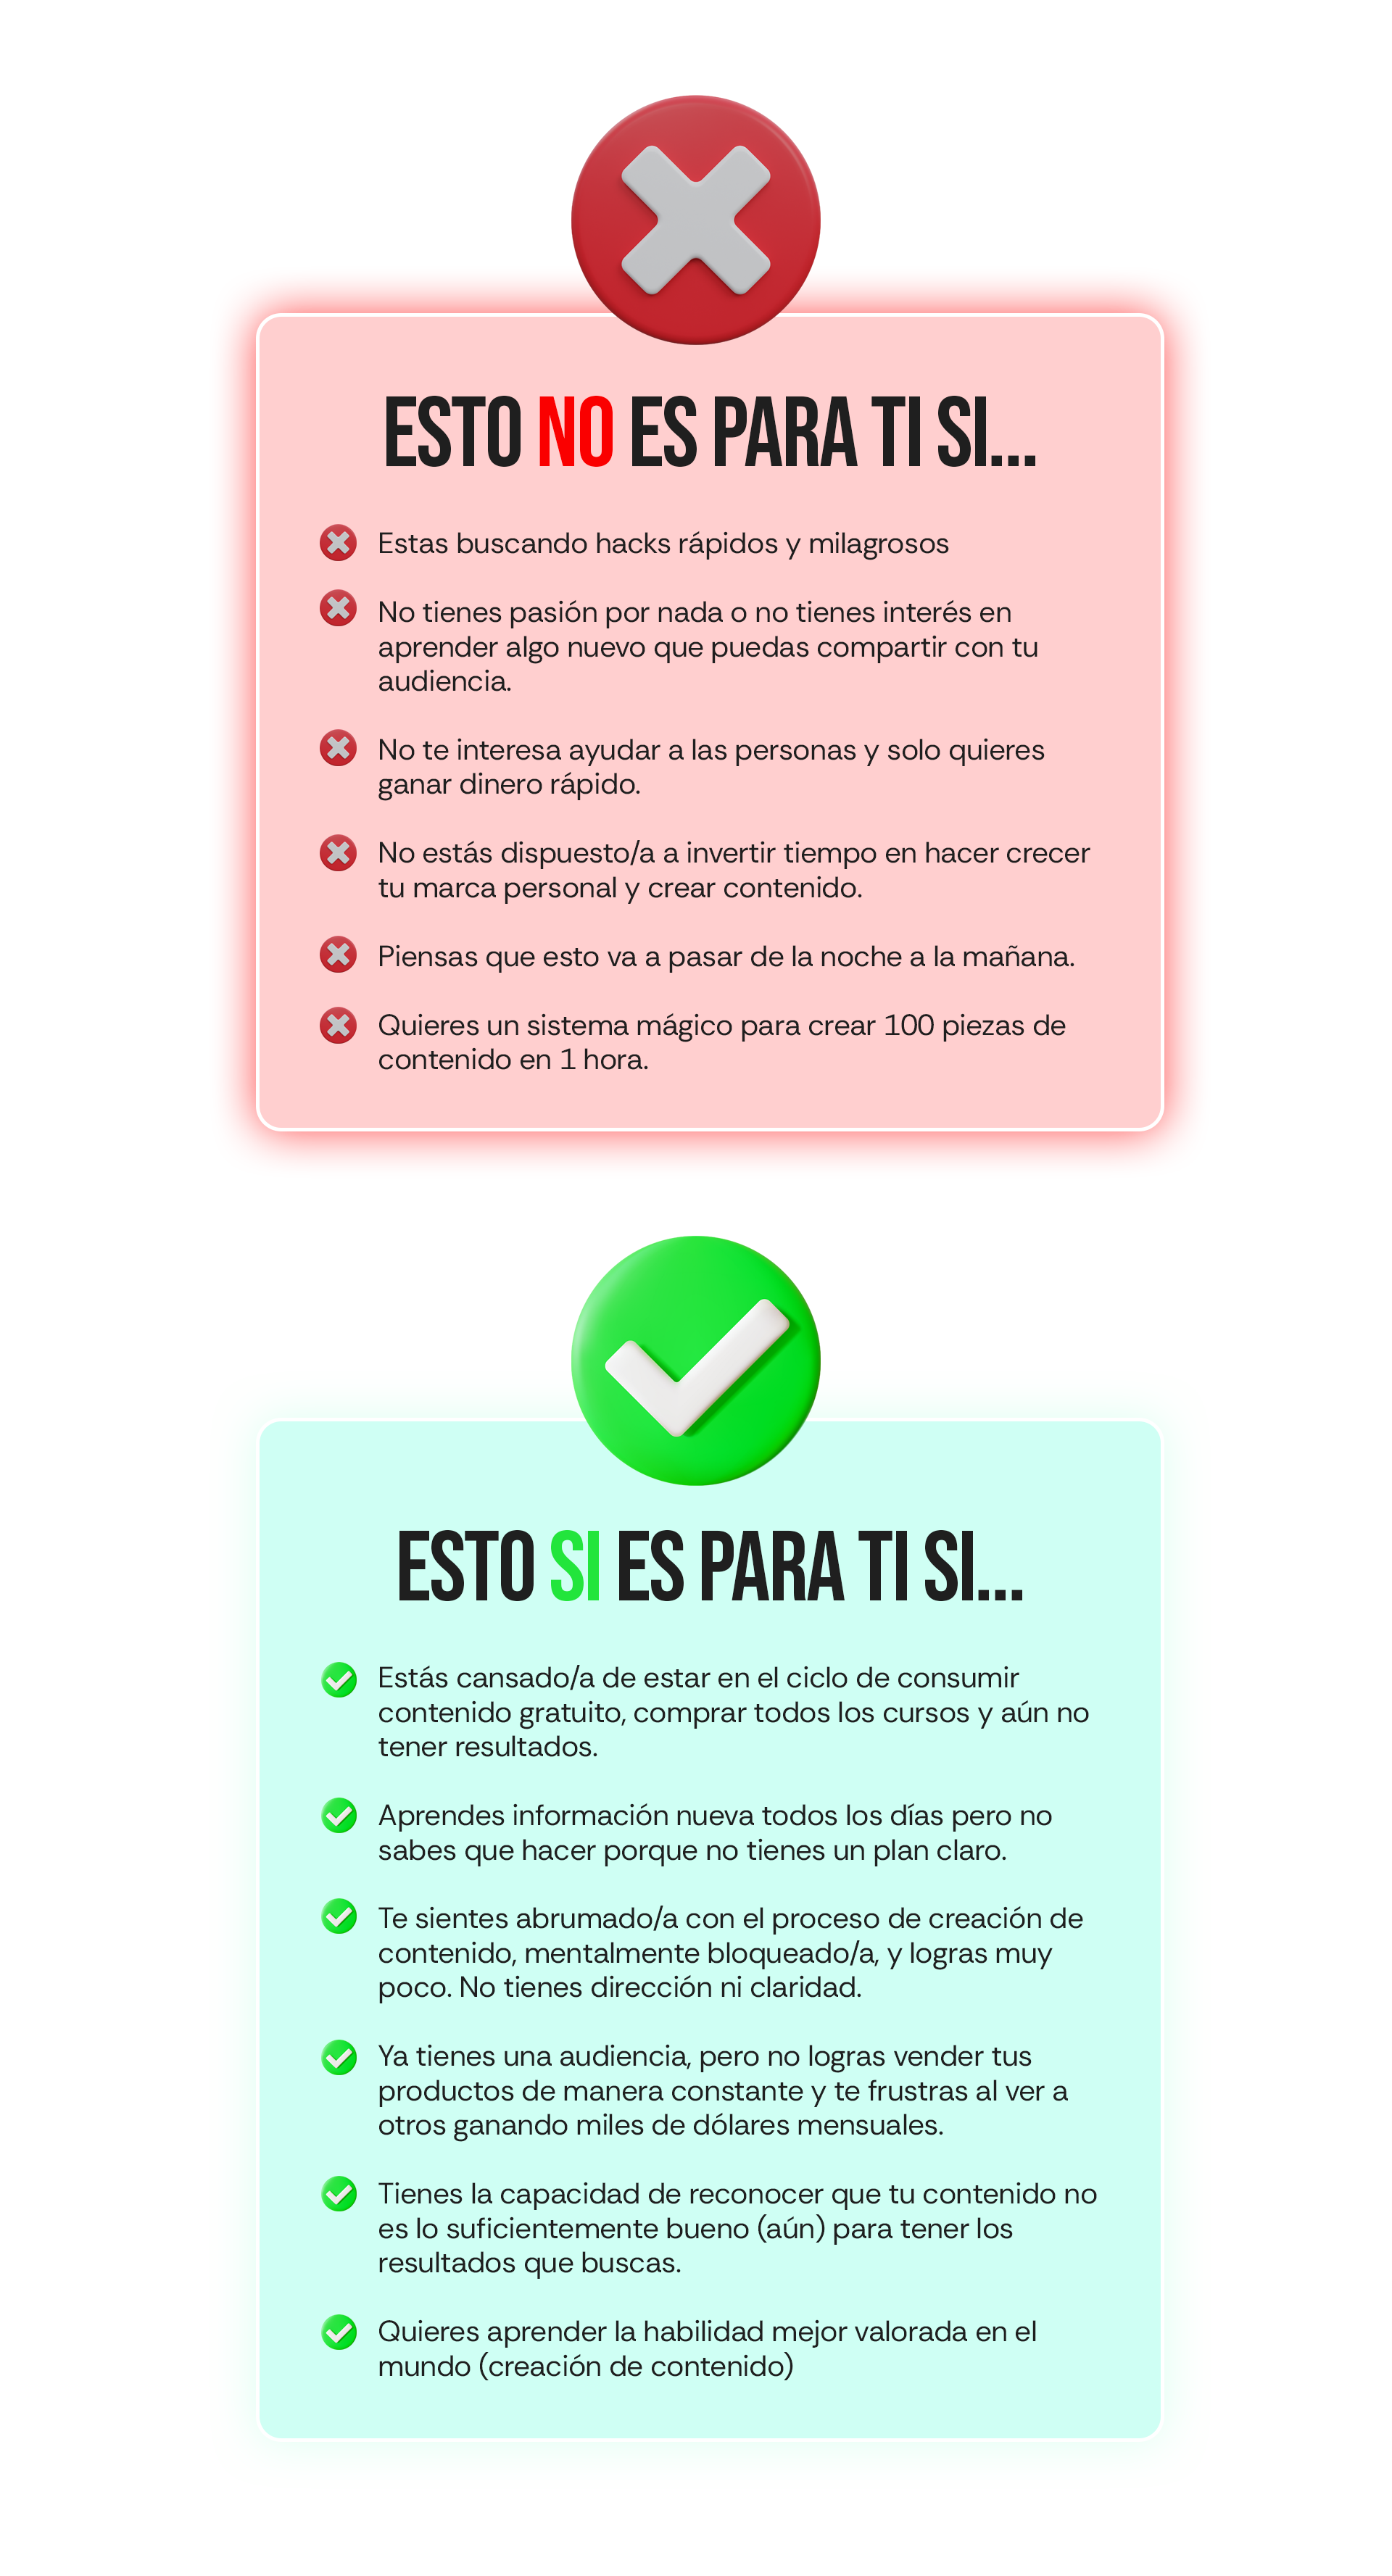 ESTO NO ES PARA TI SI...
Estas buscando hacks rápidos y milagrosos
No tienes pasión por nada o no tienes interés en
aprender algo nuevo que puedas compartir con tu
audiencia.
No te interesa ayudar a las personas y solo quieres
ganar dinero rápido.
No estás dispuesto/a a invertir tiempo en hacer crecer
tu marca personal y crear contenido.
Piensas que esto va a pasar de la noche a la mañana.
Quieres un sistema mágico para crear 100 piezas de
contenido en 1 hora.
ESTO SI ES PARA TI SI...
Estás cansado/a de estar en el ciclo de consumir
contenido gratuito, comprar todos los cursos y aún no
tener resultados.
Aprendes información nueva todos los días pero no
sabes que hacer porque no tienes un plan claro.
Te sientes abrumado/a con el proceso de creación de
contenido, mentalmente bloqueado/a, y logras muy
poco. No tienes dirección ni claridad.
Ya tienes una audiencia, pero no logras vender tus
productos de manera constante y te frustras al ver a
otros ganando miles de dólares mensuales.
Tienes la capacidad de reconocer que tu contenido no
es lo suficientemente bueno (aún) para tener los
resultados que buscas.
Quieres aprender la habilidad mejor valorada en el
mundo (creación de contenido)